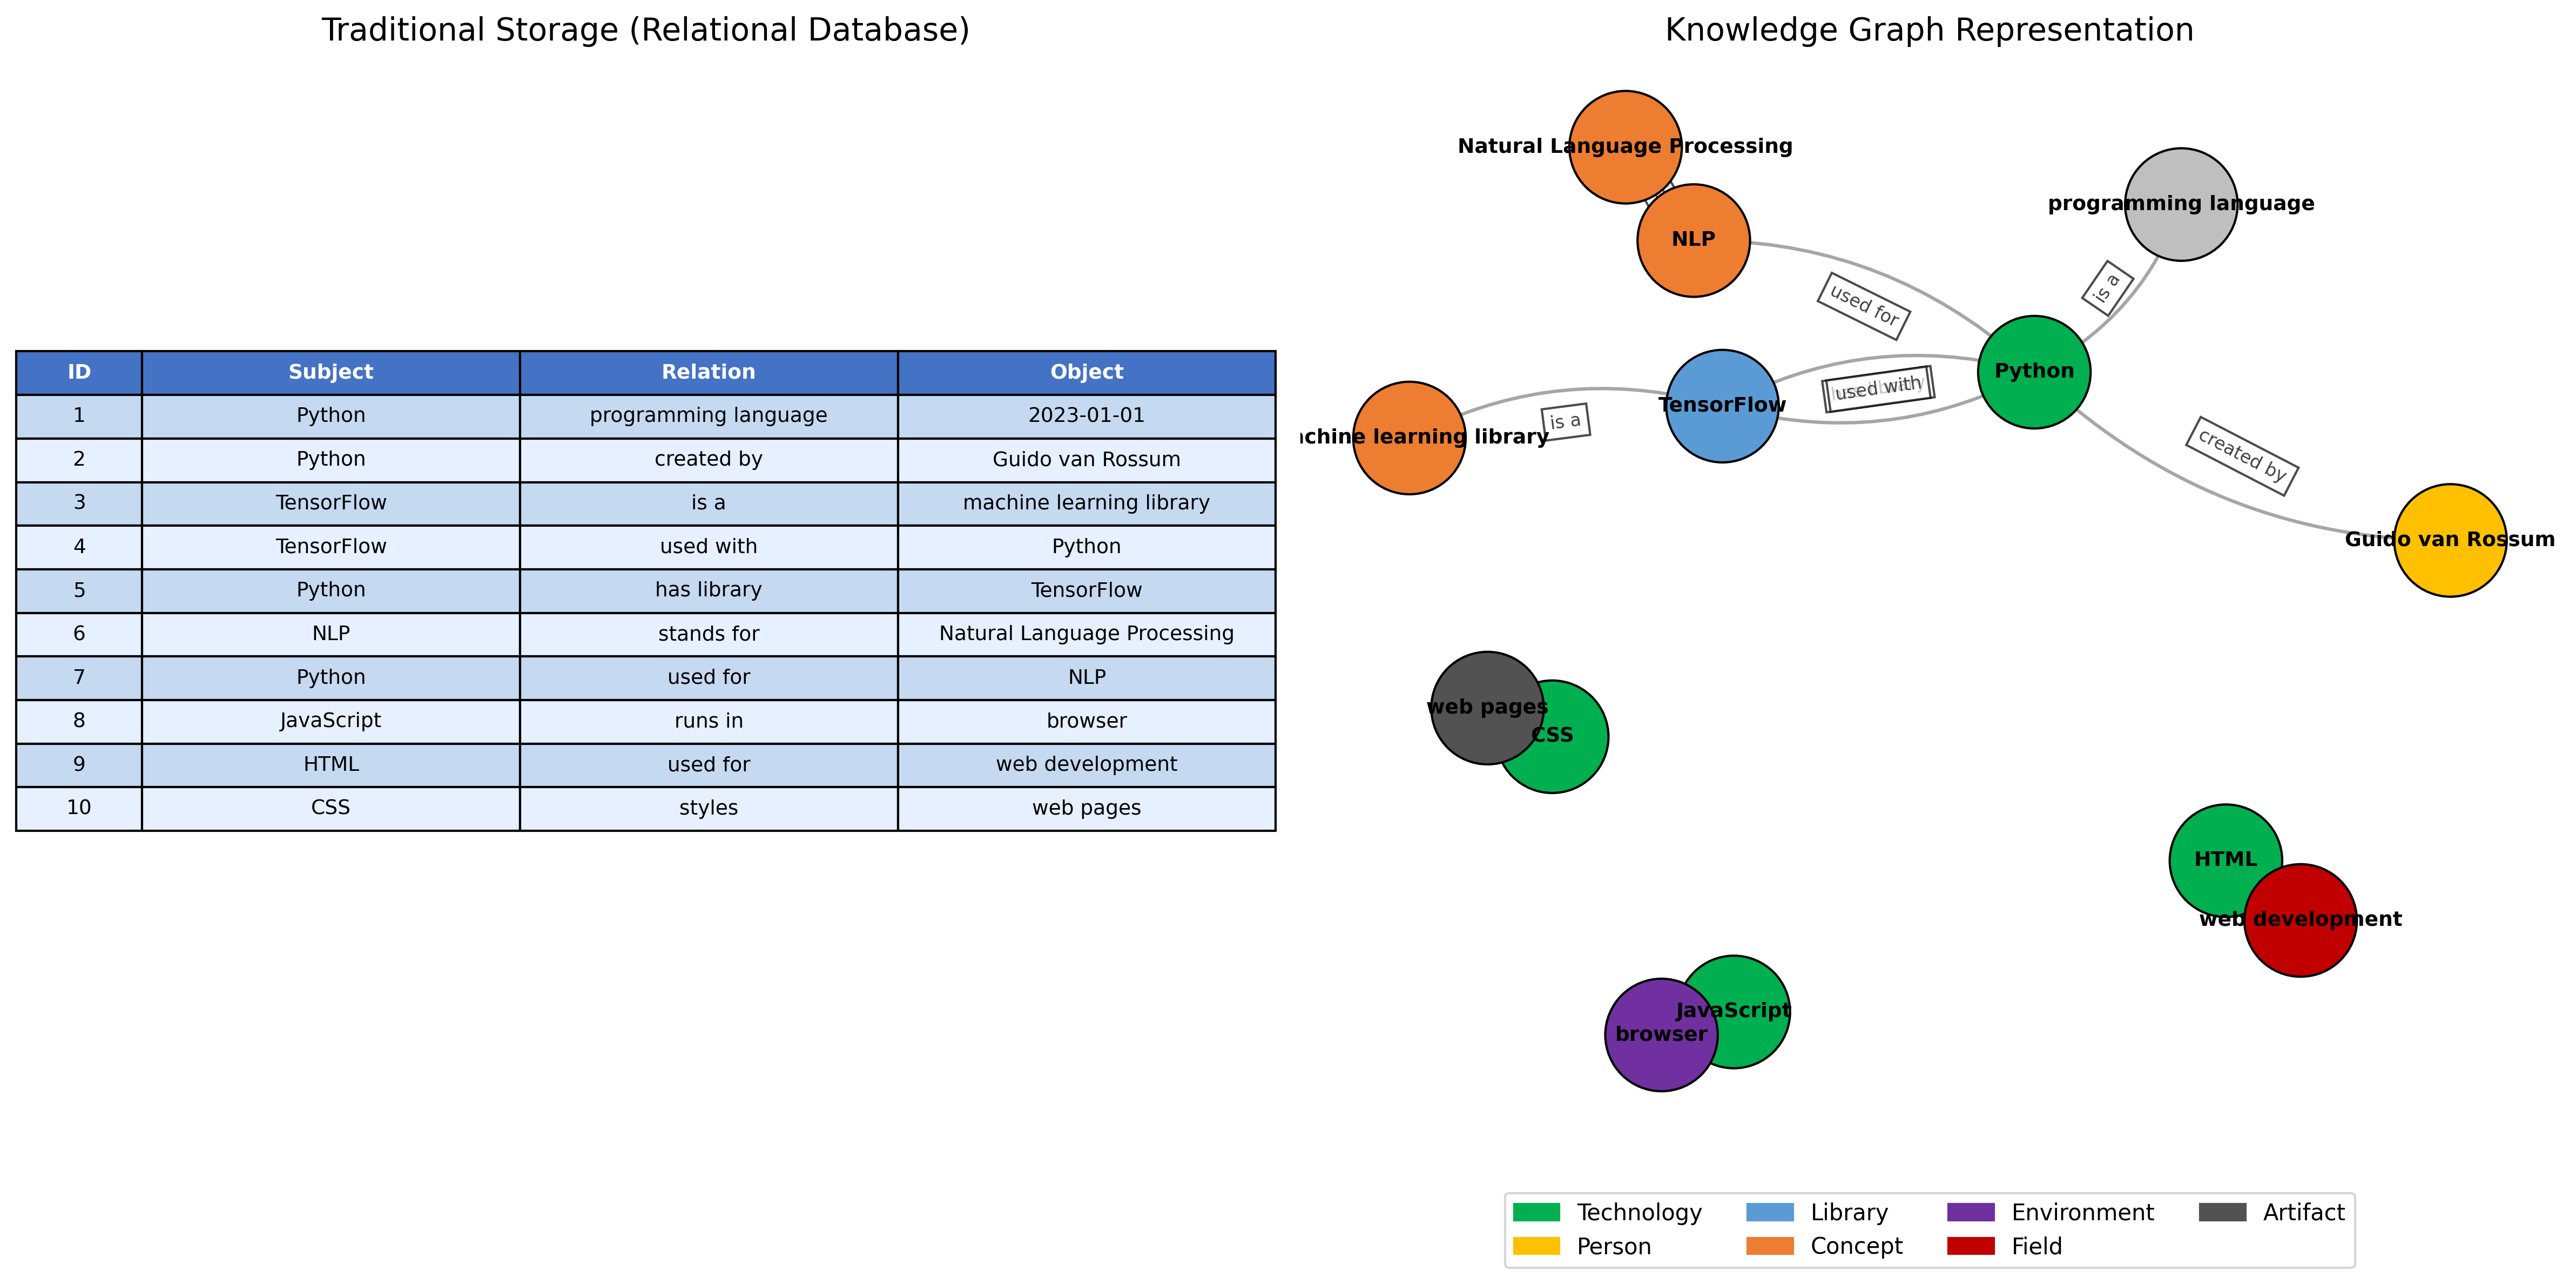 Traditional Storage (Relational Database)
ID Subject Relation Object
1 Python programming language 2023-01-01
2 Python created by Guido van Rossum
3 TensorFlow is a machine learning library
4 TensorFlow used with Python
5 Python has library TensorFlow
6 NLP stands for Natural Language Processing
7 Python used for NLP
8 JavaScript runs in browser
9 HTML used for web development
10 CSS styles web pages
Knowledge Graph Representation
Natural Language Processing
programming language
NLP
is a
used for
Python
used with
TensorFlow
is a
learning library
created by
Guido van Rossum
web pages
CSS
HTML
web development
JavaScript
browser
Technology Library Environment Artifact
Person Concept Field